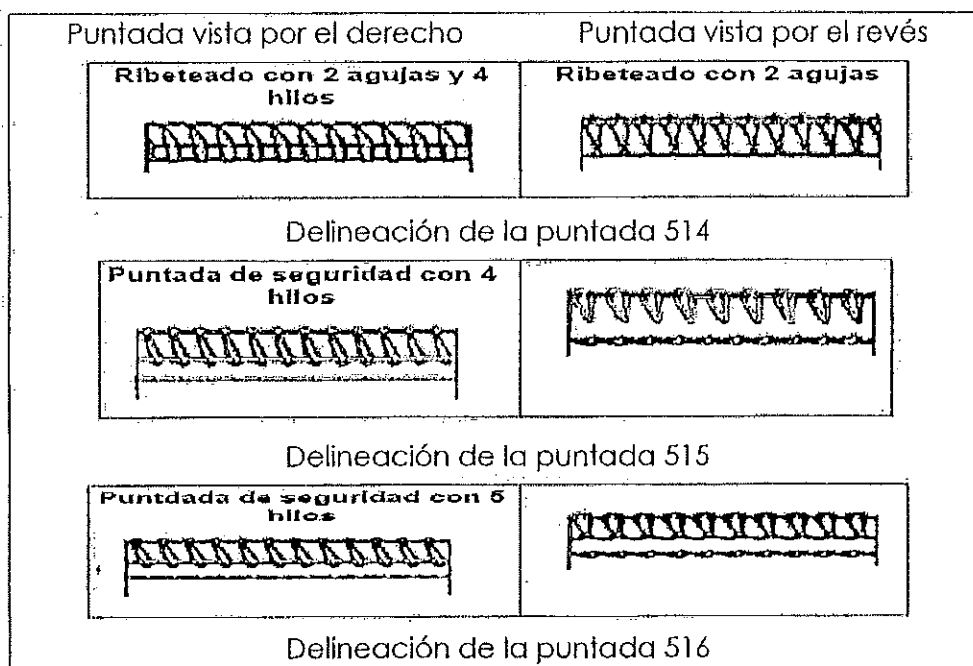 Puntada vista por el derecho
Puntada vista por el revés
Ribeteado con 2 agujas y 4
hilos
Ribeteado con 2 agujas
Delineación de la puntada 514
Puntada de seguridad con 4
hilos
Delineación de la puntada 515
Puntdada de seguridad con 5
hilos
Delineación de la puntada 516